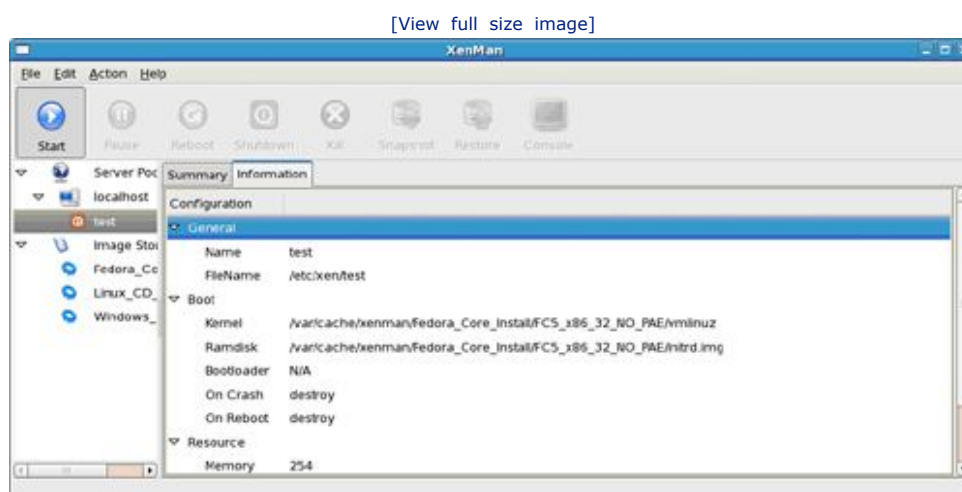 [View full size image]
XenMan
File Edit Action Help
Start Pause Reboot Shutdown Kill Snapshot Restore Console
Server Poo
localhost
test
Image Stor
Fedora_Co
Linux_CD_
Windows_
Summary Information
Configuration
General
Name test
FileName /etc/xen/test
Boot
Kernel /var/cache/xenman/Fedora_Core_Install/FC5_x86_32_NO_PAE/vmlinuz
Ramdisk /var/cache/xenman/Fedora_Core_Install/FC5_x86_32_NO_PAE/initrd.img
Bootloader N/A
On Crash destroy
On Reboot destroy
Resource
Memory 254